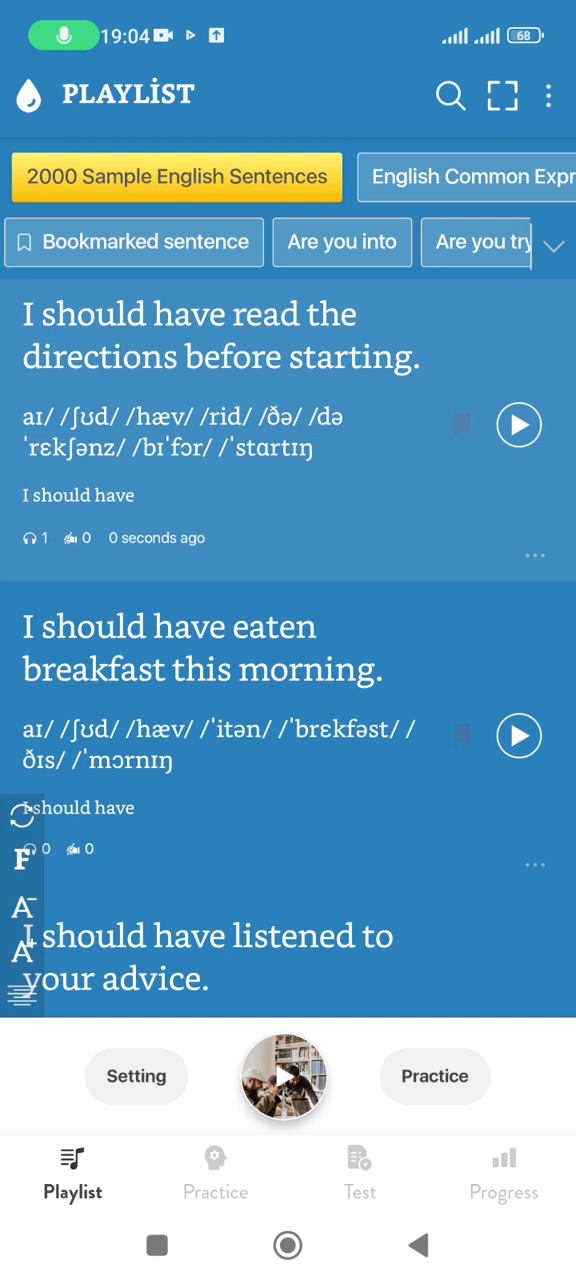 19:04
68
PLAYLİST
2000 Sample English Sentences
English Common Expr
Bookmarked sentence
Are you into
Are you try
I should have read the
directions before starting.
aɪ/ /ʃʊd/ /hæv/ /rid/ /ðə/ /də
ˈrɛkʃənz/ /bɪˈfɔr/ /ˈstɑrtɪŋ
I should have
1 0 0 seconds ago
I should have eaten
breakfast this morning.
aɪ/ /ʃʊd/ /hæv/ /ˈitən/ /ˈbrɛkfəst/ /
ðɪs/ /ˈmɔrnɪŋ
I should have
0 0
F
A-
A+
I should have listened to
your advice.
Setting
Practice
Playlist
Practice
Test
Progress